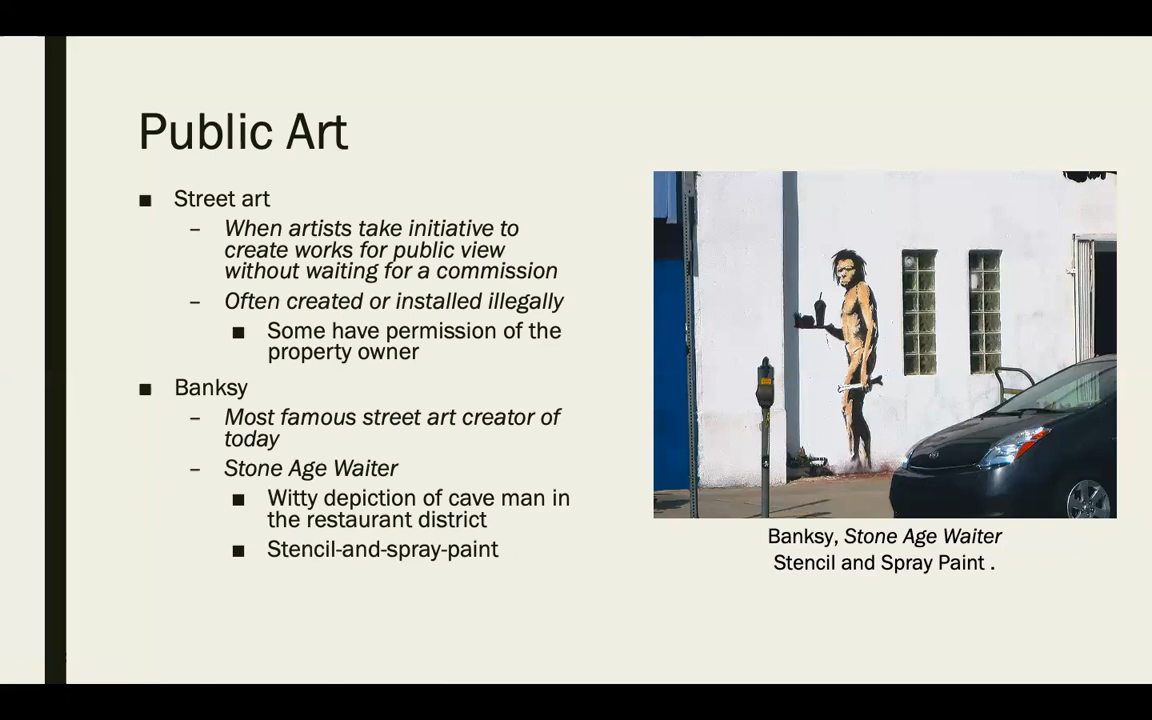 Public Art
■ Street art
– When artists take initiative to
create works for public view
without waiting for a commission
– Often created or installed illegally
■ Some have permission of the
property owner
■ Banksy
– Most famous street art creator of
today
– Stone Age Waiter
■ Witty depiction of cave man in
the restaurant district
■ Stencil-and-spray-paint
Banksy, Stone Age Waiter
Stencil and Spray Paint .